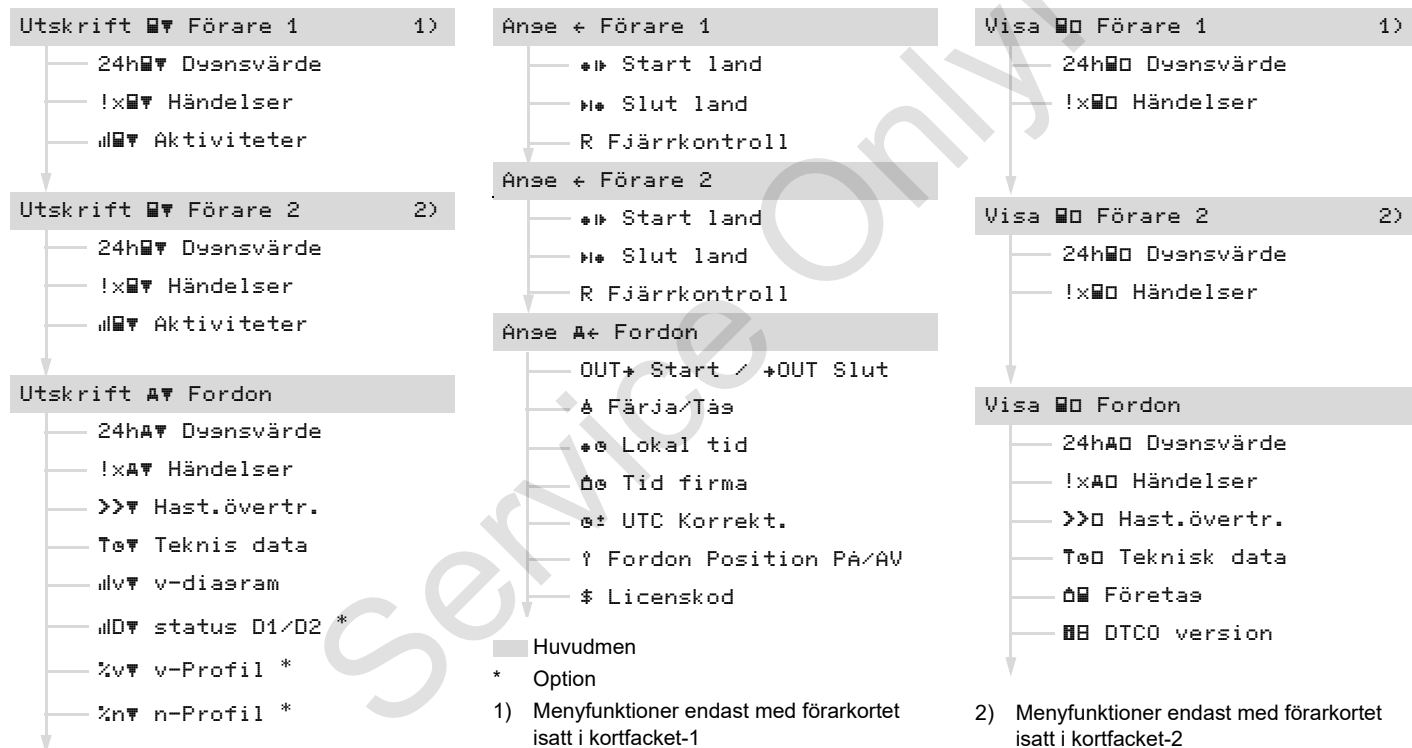 Utskrift Förare 1 1)
24h Dygnsvärde
!x Händelser
Aktiviteter
Utskrift Förare 2 2)
24h Dygnsvärde
!x Händelser
Aktiviteter
Utskrift Fordon
24h Dygnsvärde
!x Händelser
>>▼ Hast.övertr.
Teknis data
v▼ v-diagram
D▼ status D1/D2 *
%v▼ v-Profil *
%n▼ n-Profil *
Ange ← Förare 1
Start land
Slut land
R Fjärrkontroll
Ange ← Förare 2
Start land
Slut land
R Fjärrkontroll
Ange ← Fordon
OUT→ Start / →OUT Slut
Färja/Tåg
Lokal tid
Tid firma
UTC Korrekt.
Fordon Position PÅ/AV
$ Licenskod
Huvudmen
* Option
1) Menyfunktioner endast med förarkortet
isatt i kortfacket-1
Visa Förare 1 1)
24h Dygnsvärde
!x Händelser
Visa Förare 2 2)
24h Dygnsvärde
!x Händelser
Visa Fordon
24h Dygnsvärde
!x Händelser
>> Hast.övertr.
Teknisk data
Företag
DTCO version
2) Menyfunktioner endast med förarkortet
isatt i kortfacket-2
Service Only!